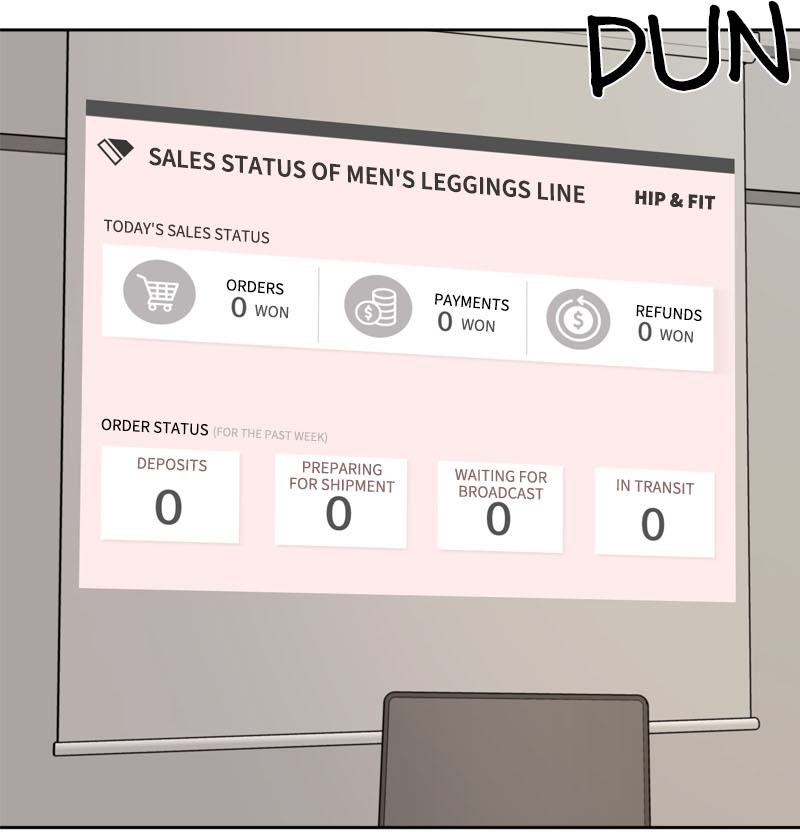 DUN
SALES STATUS OF MEN'S LEGGINGS LINE
HIP & FIT
TODAY'S SALES STATUS
ORDERS
0 WON
PAYMENTS
0 WON
REFUNDS
0 WON
ORDER STATUS (FOR THE PAST WEEK)
DEPOSITS
0
PREPARING
FOR SHIPMENT
0
WAITING FOR
BROADCAST
0
IN TRANSIT
0